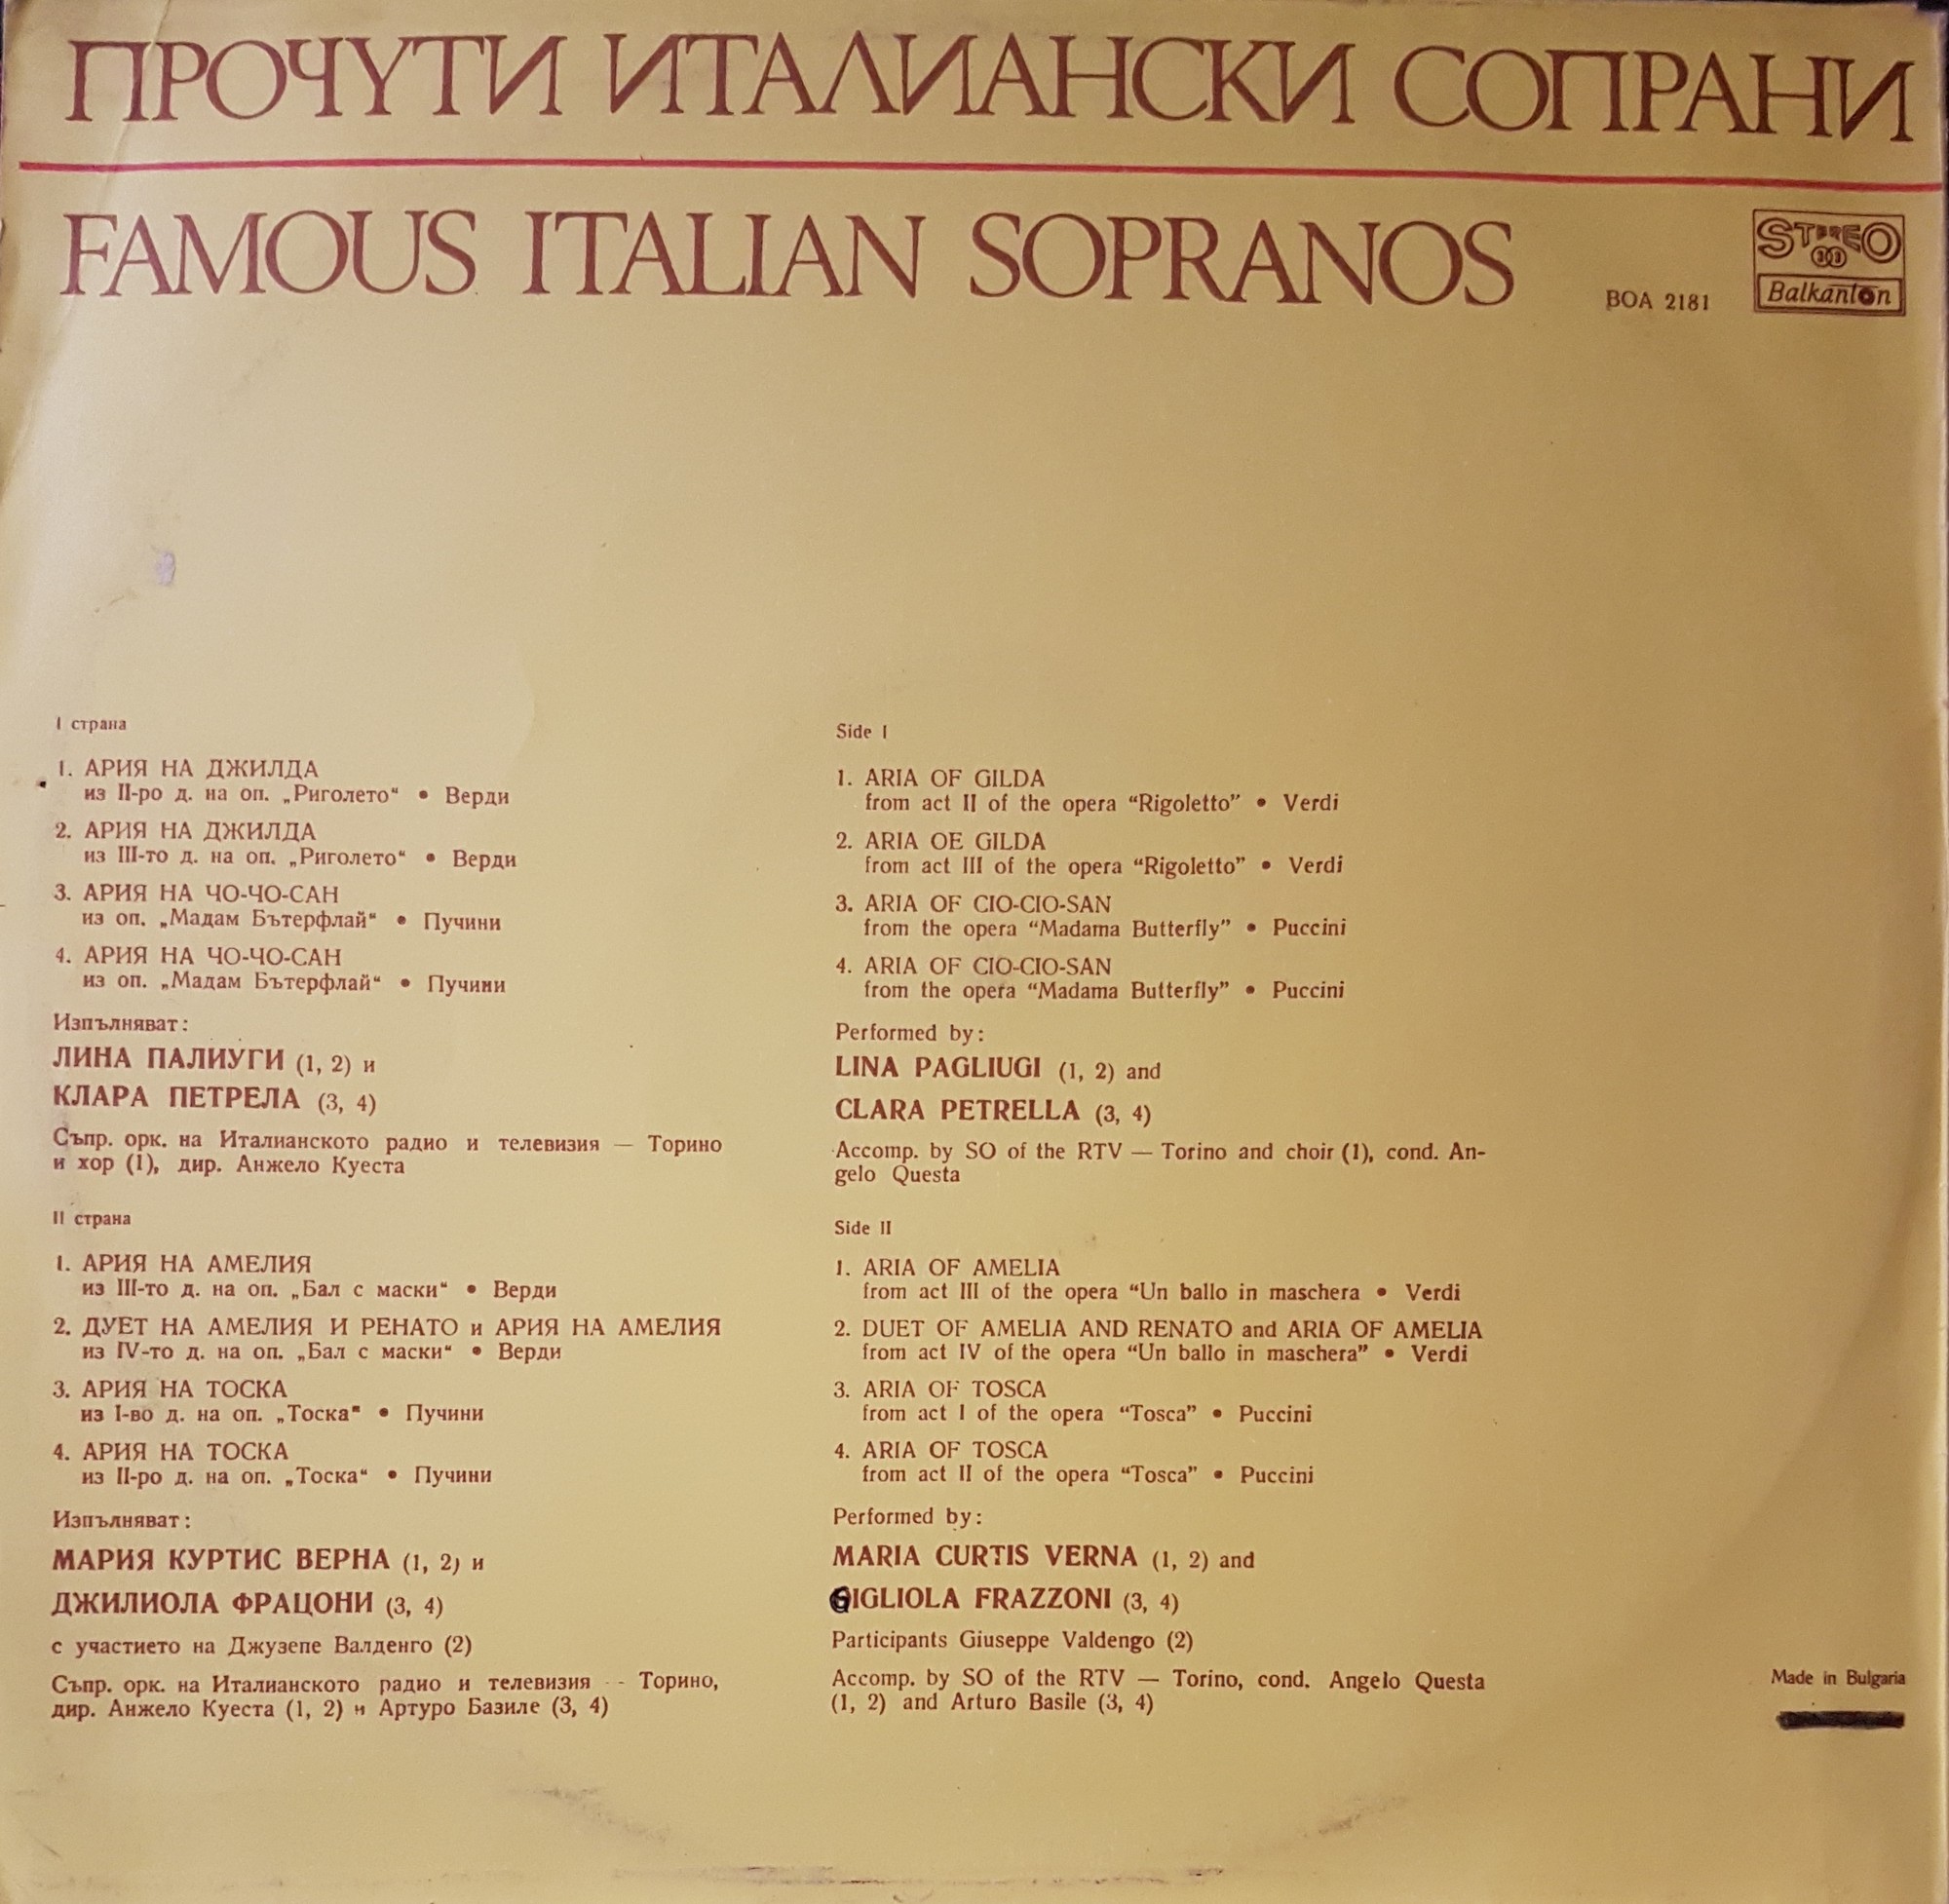 ПРОЧУТИ ИТАЛИАНСКИ СОПРАНИ
FAMOUS ITALIAN SOPRANOS
BOA 2181
STEREO
Balkanton
I страна
1. АРИЯ НА ДЖИЛДА
из II-ро д. на оп. „Риголето“ • Верди
2. АРИЯ НА ДЖИЛДА
из III-то д. на оп. „Риголето“ • Верди
3. АРИЯ НА ЧО-ЧО-САН
из оп. „Мадам Бътерфлай“ • Пучини
4. АРИЯ НА ЧО-ЧО-САН
из оп. „Мадам Бътерфлай“ • Пучини
Изпълняват:
ЛИНА ПАЛИУГИ (1, 2) и
КЛАРА ПЕТРЕЛА (3, 4)
Съпр. орк. на Италианското радио и телевизия — Торино
и хор (1), дир. Анжело Куеста
II страна
1. АРИЯ НА АМЕЛИЯ
из III-то д. на оп. „Бал с маски“ • Верди
2. ДУЕТ НА АМЕЛИЯ И РЕНАТО и АРИЯ НА АМЕЛИЯ
из IV-то д. на оп. „Бал с маски“ • Верди
3. АРИЯ НА ТОСКА
из I-во д. на оп. „Тоска“ • Пучини
4. АРИЯ НА ТОСКА
из II-ро д. на оп. „Тоска“ • Пучини
Изпълняват:
МАРИЯ КУРТИС ВЕРНА (1, 2) и
ДЖИЛИОЛА ФРАЦОНИ (3, 4)
с участието на Джузепе Валденго (2)
Съпр. орк. на Италианското радио и телевизия — Торино,
дир. Анжело Куеста (1, 2) и Артуро Базиле (3, 4)
Side I
1. ARIA OF GILDA
from act II of the opera “Rigoletto” • Verdi
2. ARIA OE GILDA
from act III of the opera “Rigoletto” • Verdi
3. ARIA OF CIO-CIO-SAN
from the opera “Madama Butterfly” • Puccini
4. ARIA OF CIO-CIO-SAN
from the opera “Madama Butterfly” • Puccini
Performed by:
LINA PAGLIUGI (1, 2) and
CLARA PETRELLA (3, 4)
Accomp. by SO of the RTV — Torino and choir (1), cond. An-
gelo Questa
Side II
1. ARIA OF AMELIA
from act III of the opera “Un ballo in maschera • Verdi
2. DUET OF AMELIA AND RENATO and ARIA OF AMELIA
from act IV of the opera “Un ballo in maschera” • Verdi
3. ARIA OF TOSCA
from act I of the opera “Tosca” • Puccini
4. ARIA OF TOSCA
from act II of the opera “Tosca” • Puccini
Performed by:
MARIA CURTIS VERNA (1, 2) and
GIGLIOLA FRAZZONI (3, 4)
Participants Giuseppe Valdengo (2)
Accomp. by SO of the RTV — Torino, cond. Angelo Questa
(1, 2) and Arturo Basile (3, 4)
Made in Bulgaria